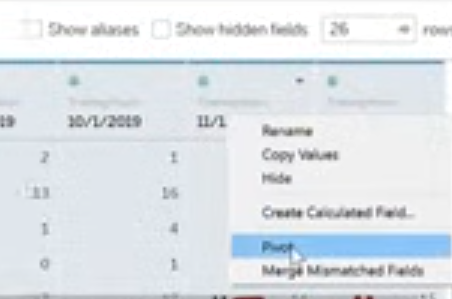 Show aliases Show hidden fields 26 rows
19 10/1/2019 11/1
Rename
2 1 Copy Values
Hide
13 16
Create Calculated Field...
1 4
Pivot
0 1 Merge Mismatched Fields